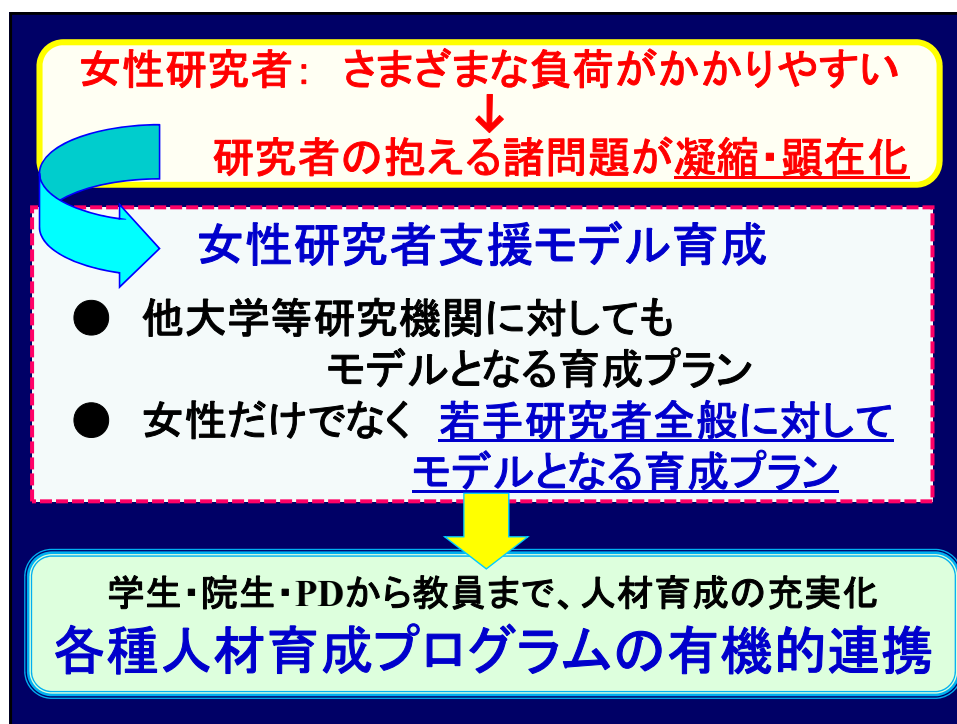 女性研究者： さまざまな負荷がかかりやすい
↓
研究者の抱える諸問題が凝縮・顕在化
女性研究者支援モデル育成
● 他大学等研究機関に対しても
モデルとなる育成プラン
● 女性だけでなく 若手研究者全般に対して
モデルとなる育成プラン
学生・院生・PDから教員まで、人材育成の充実化
各種人材育成プログラムの有機的連携